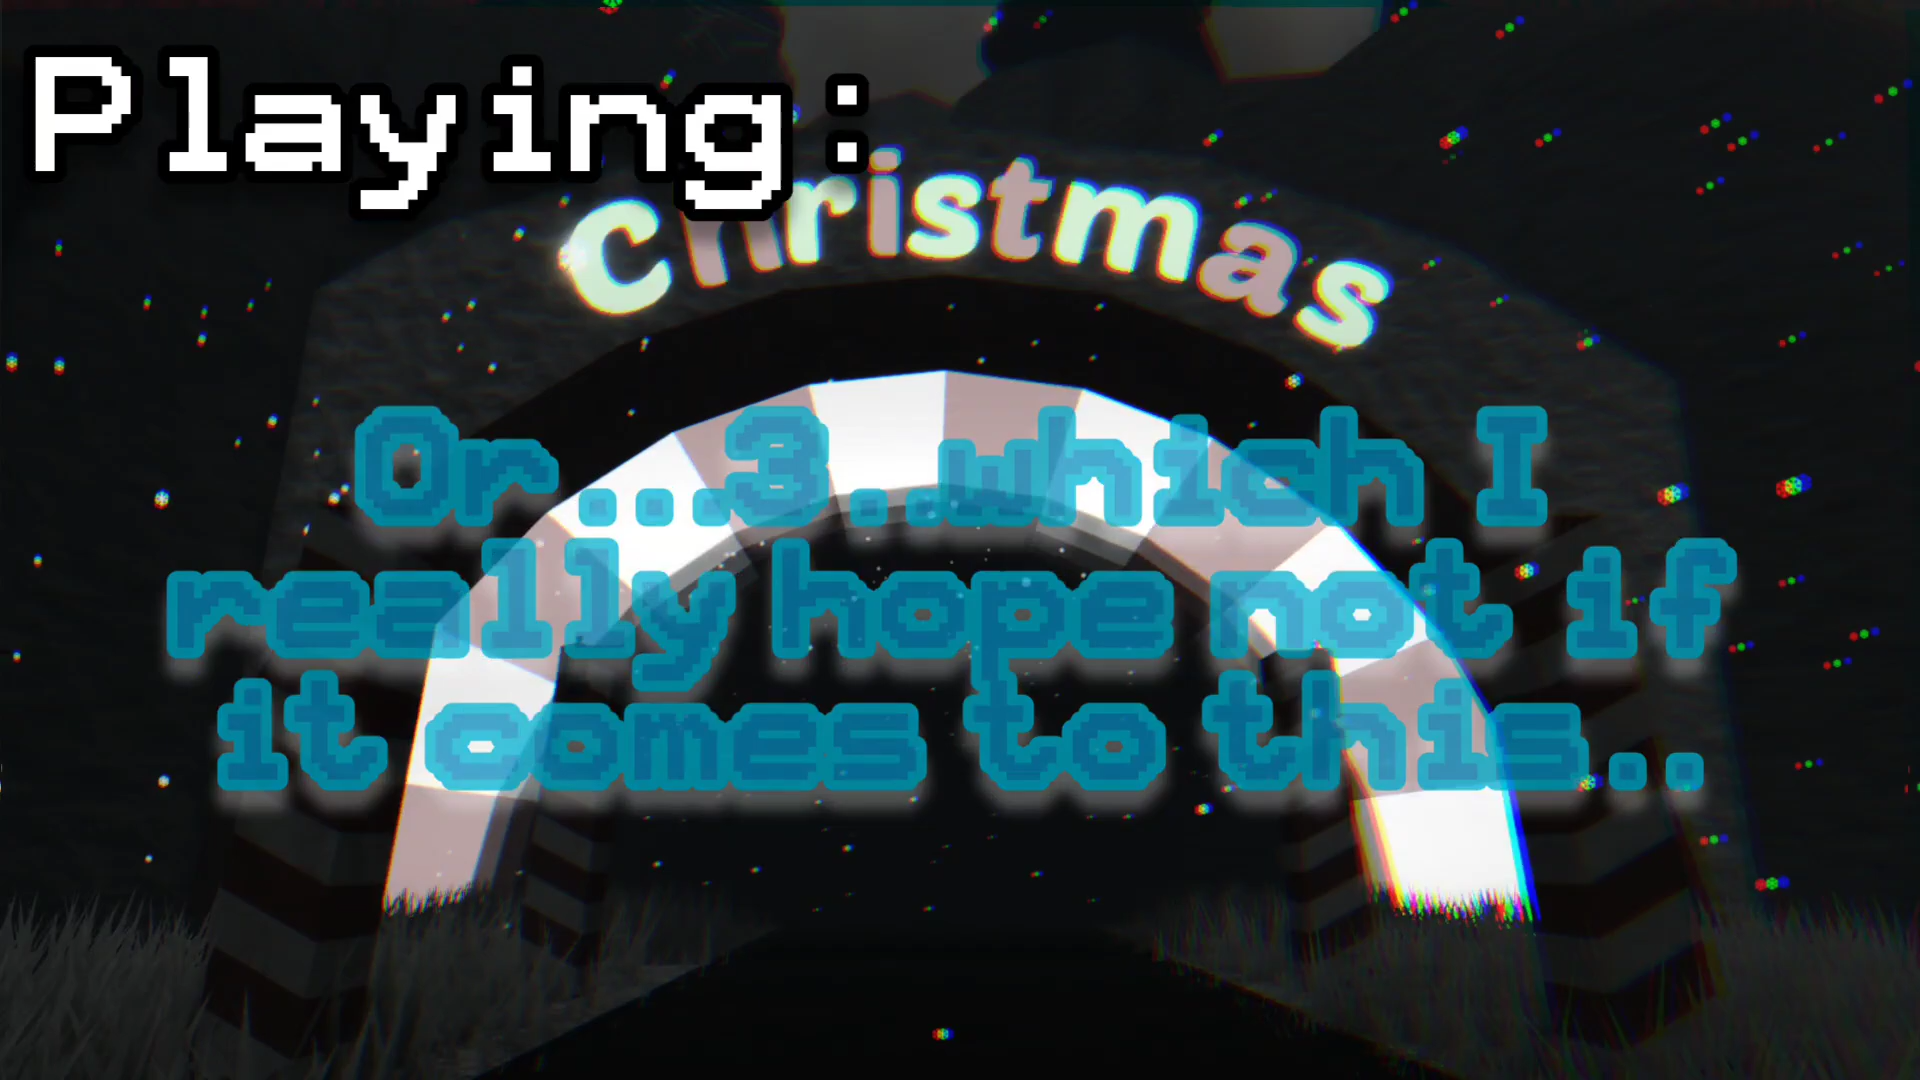 Playing:
Christmas
Or...3..which I
really hope not if
it comes to this..